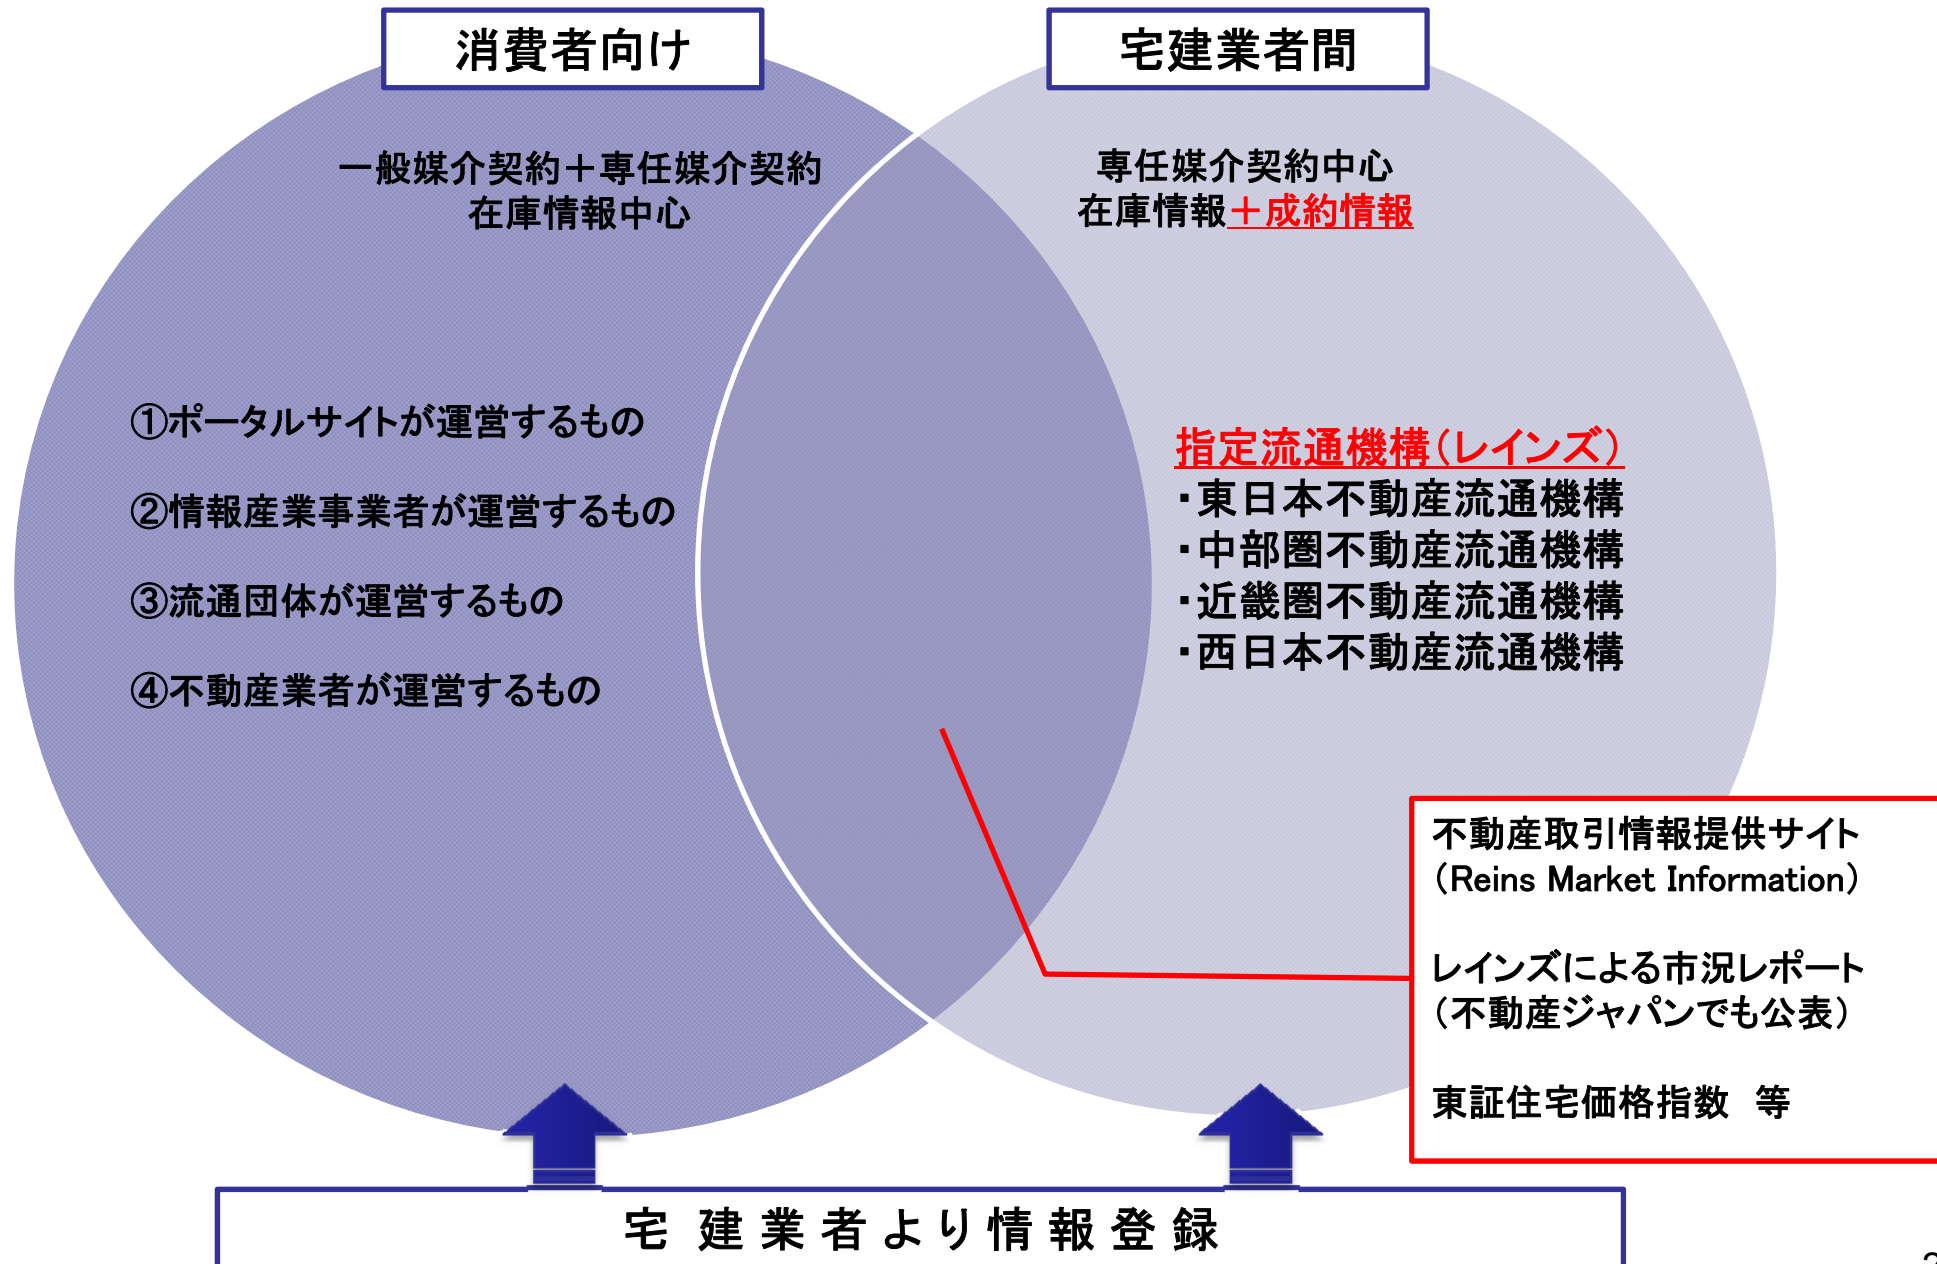 消費者向け
一般媒介契約＋専任媒介契約
在庫情報中心
①ポータルサイトが運営するもの
②情報産業事業者が運営するもの
③流通団体が運営するもの
④不動産業者が運営するもの
宅建業者間
専任媒介契約中心
在庫情報＋成約情報
指定流通機構（レインズ）
・東日本不動産流通機構
・中部圏不動産流通機構
・近畿圏不動産流通機構
・西日本不動産流通機構
不動産取引情報提供サイト
（Reins Market Information）
レインズによる市況レポート
（不動産ジャパンでも公表）
東証住宅価格指数　等
宅建業者より情報登録